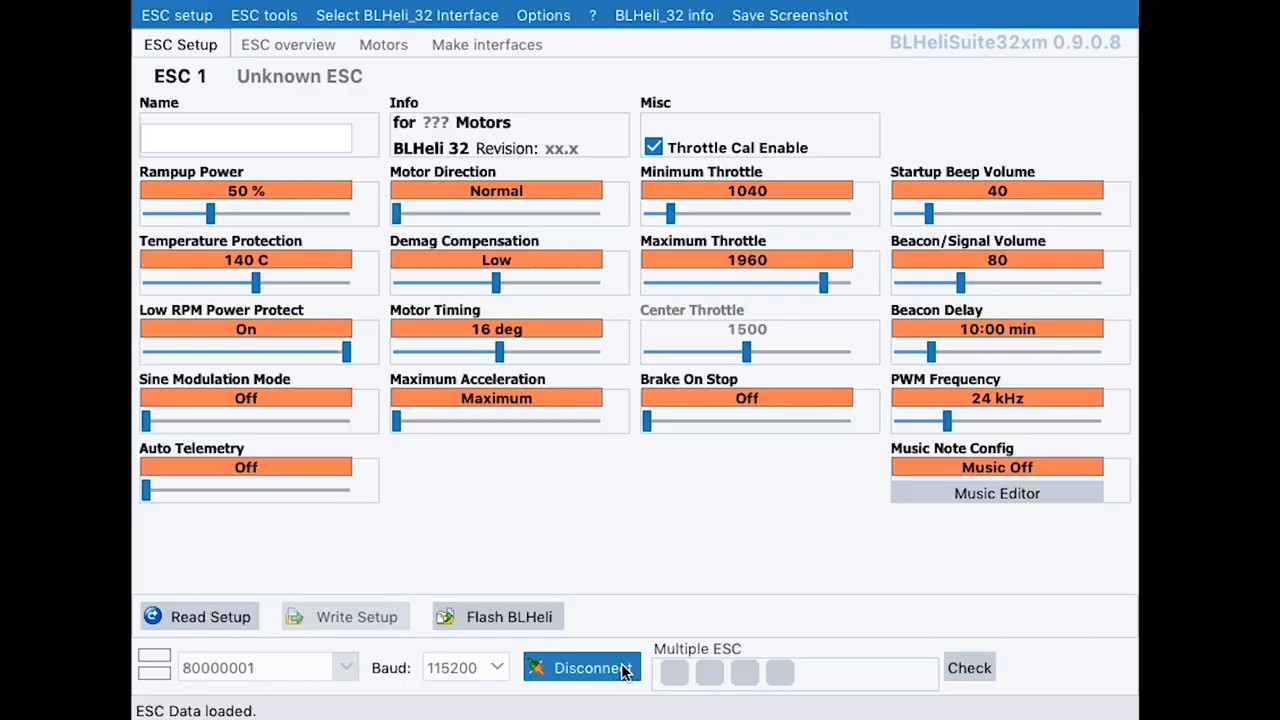 ESC setup ESC tools Select BLHeli_32 Interface Options ? BLHeli_32 info Save Screenshot
ESC Setup ESC overview Motors Make interfaces BLHeliSuite32xm 0.9.0.8
ESC 1 Unknown ESC
Name Info Misc
for ??? Motors
BLHeli 32 Revision: xx.x Throttle Cal Enable
Rampup Power Motor Direction Minimum Throttle Startup Beep Volume
50 % Normal 1040 40
Temperature Protection Demag Compensation Maximum Throttle Beacon/Signal Volume
140 C Low 1960 80
Low RPM Power Protect Motor Timing Center Throttle Beacon Delay
On 16 deg 1500 10:00 min
Sine Modulation Mode Maximum Acceleration Brake On Stop PWM Frequency
Off Maximum Off 24 kHz
Auto Telemetry Music Note Config
Off Music Off
Music Editor
Read Setup Write Setup Flash BLHeli
Multiple ESC
80000001 Baud: 115200 Disconnect Check
ESC Data loaded.